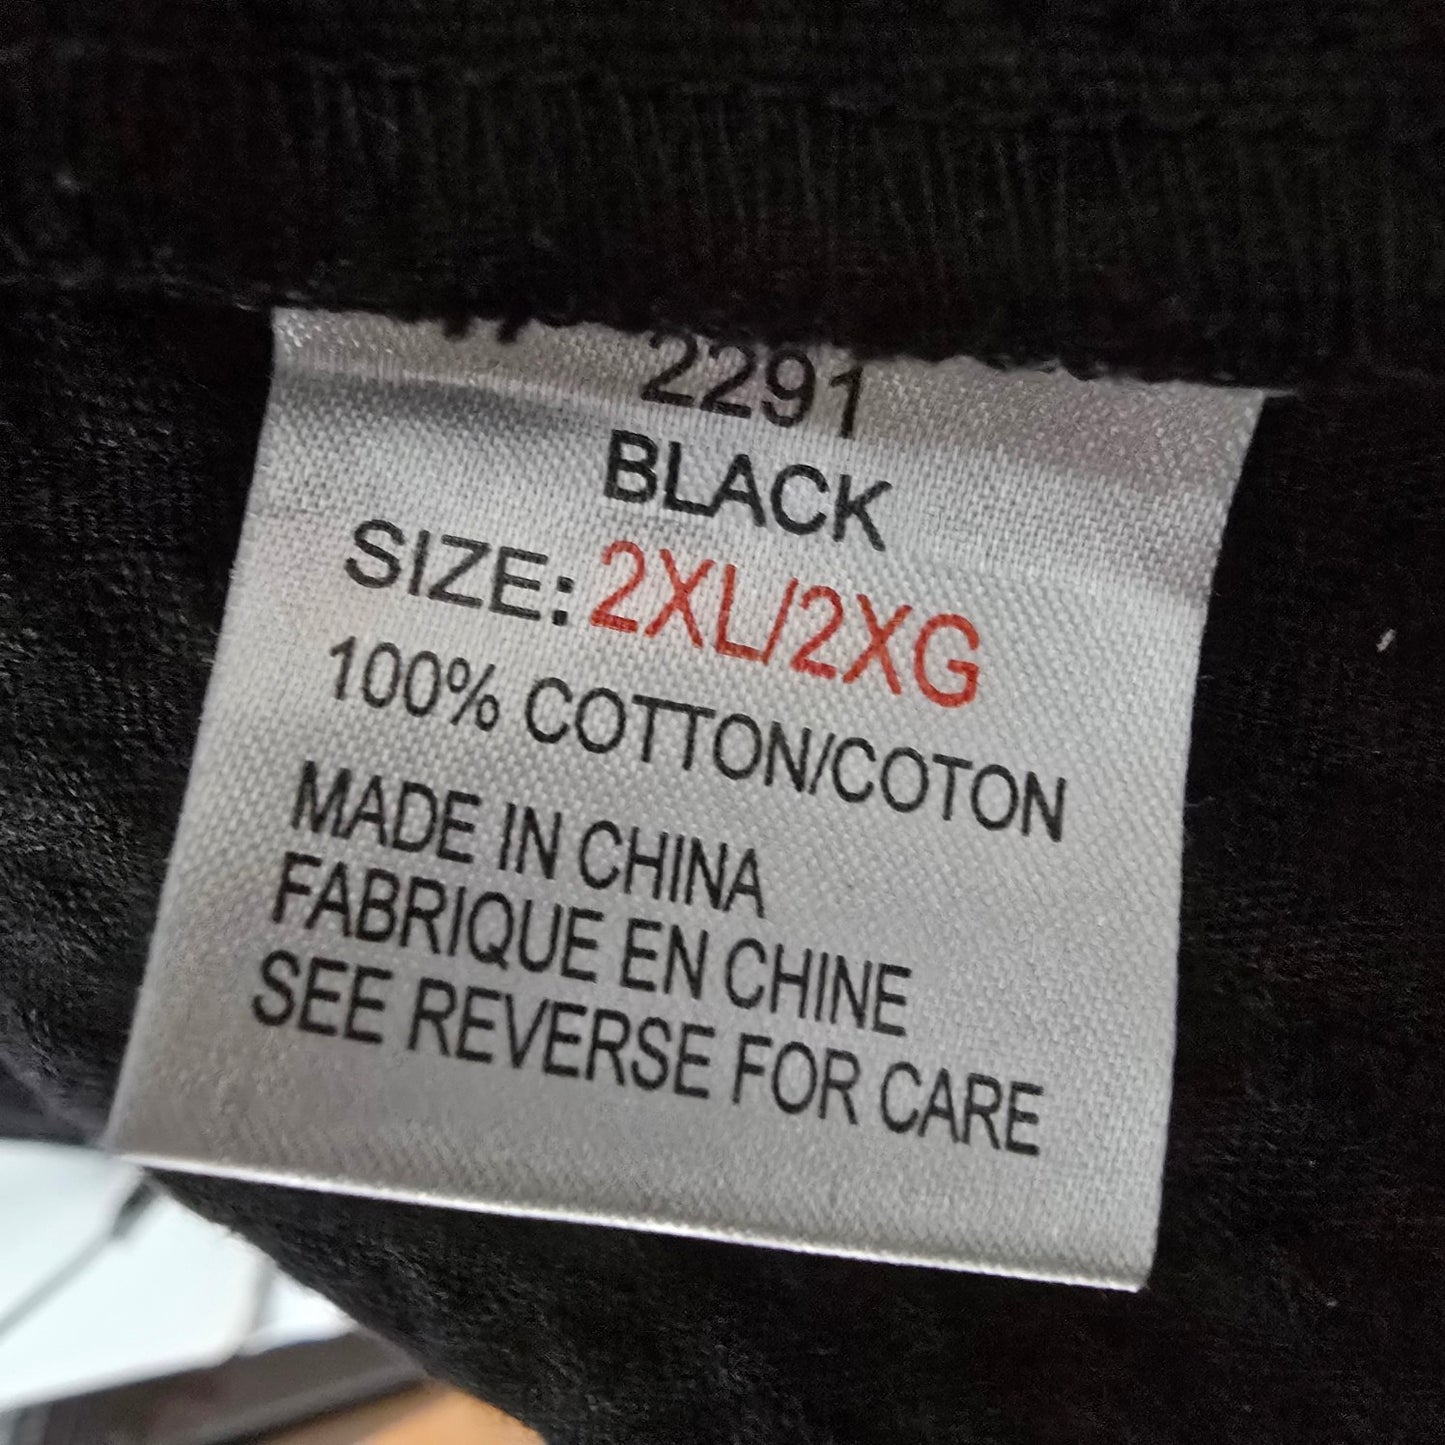 2291
BLACK
SIZE: 2XL/2XG
100% COTTON/COTON
MADE IN CHINA
FABRIQUE EN CHINE
SEE REVERSE FOR CARE